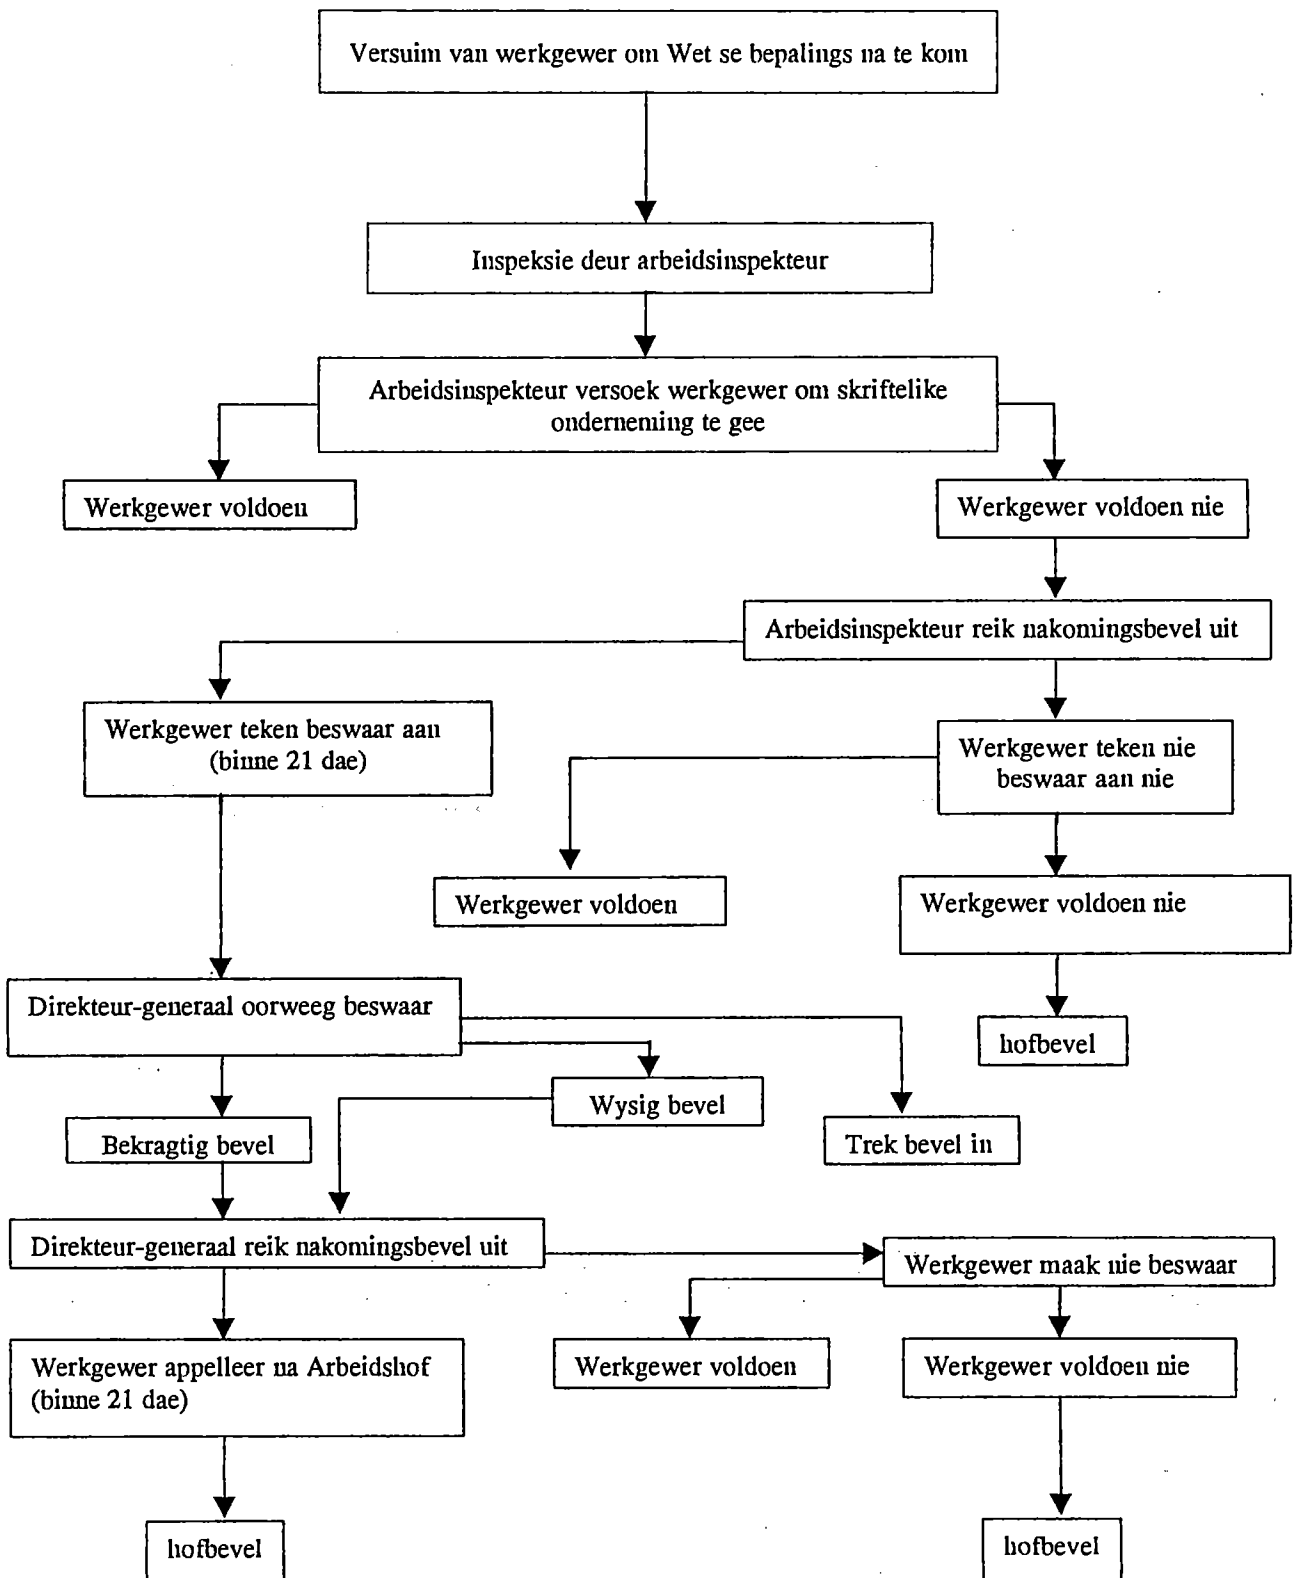 Versuim van werkgewer om Wet se bepalings na te kom
Inspeksie deur arbeidsinspekteur
Arbeidsinspekteur versoek werkgewer om skriftelike
onderneming te gee
Werkgewer voldoen
Werkgewer voldoen nie
Arbeidsinspekteur reik nakomingsbevel uit
Werkgewer teken beswaar aan
(binne 21 dae)
Werkgewer teken nie
beswaar aan nie
Werkgewer voldoen
Werkgewer voldoen nie
Direkteur-generaal oorweeg beswaar
hofbevel
Wysig bevel
Bekragtig bevel
Trek bevel in
Direkteur-generaal reik nakomingsbevel uit
Werkgewer maak nie beswaar
Werkgewer appelleer na Arbeidshof
(binne 21 dae)
Werkgewer voldoen
Werkgewer voldoen nie
hofbevel
hofbevel